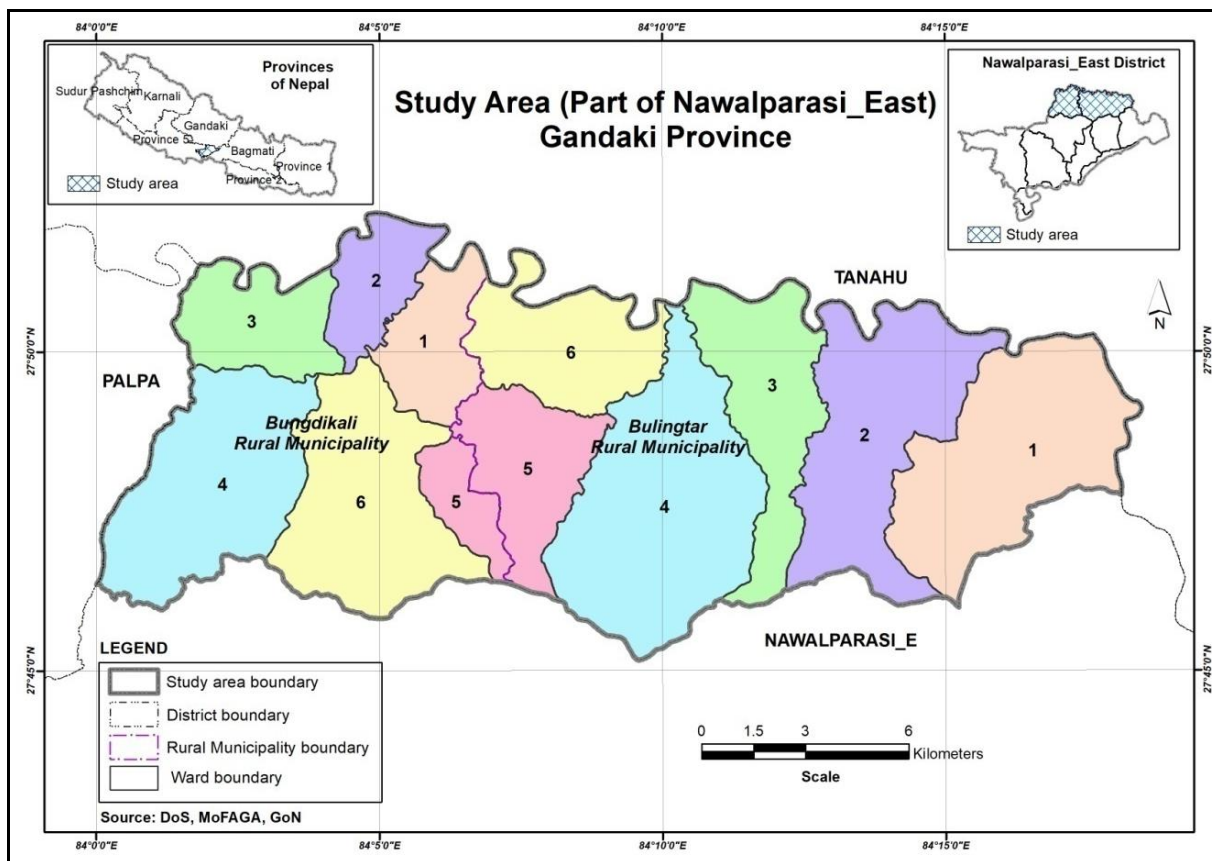 84°0'0"E
84°5'0"E
84°10'0"E
84°15'0"E
Provinces
of Nepal
Sudur Pashchim
Karnali
Gandaki
Province 5
Bagmati
Province 1
Province 2
Study area
Study Area (Part of Nawalparasi_East)
Gandaki Province
Nawalparasi_East District
Study area
TANAHU
N
2
3
1
6
3
27°50'0"N
27°50'0"N
PALPA
Bungdikali
Rural Municipality
Bulingtar
Rural Municipality
2
1
4
6
5
5
4
NAWALPARASI_E
27°45'0"N
27°45'0"N
LEGEND
Study area boundary
District boundary
Rural Municipality boundary
Ward boundary
0 1.5 3 6
Kilometers
Scale
Source: DoS, MoFAGA, GoN
84°0'0"E
84°5'0"E
84°10'0"E
84°15'0"E